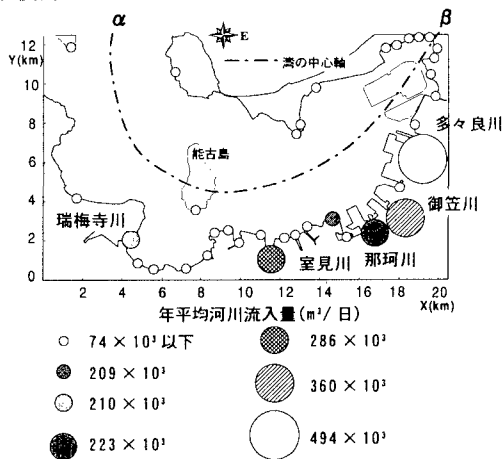 α β
Y(km) 12 E
湾の中心軸
10
多々良川
8
能古島
6
御笠川
4
瑞梅寺川
2
室見川 那珂川
0
2 4 6 8 10 12 14 16 18 20
X(km)
年平均河川流入量(m³/日)
74 × 10³ 以下
286 × 10³
209 × 10³
360 × 10³
210 × 10³
223 × 10³
494 × 10³